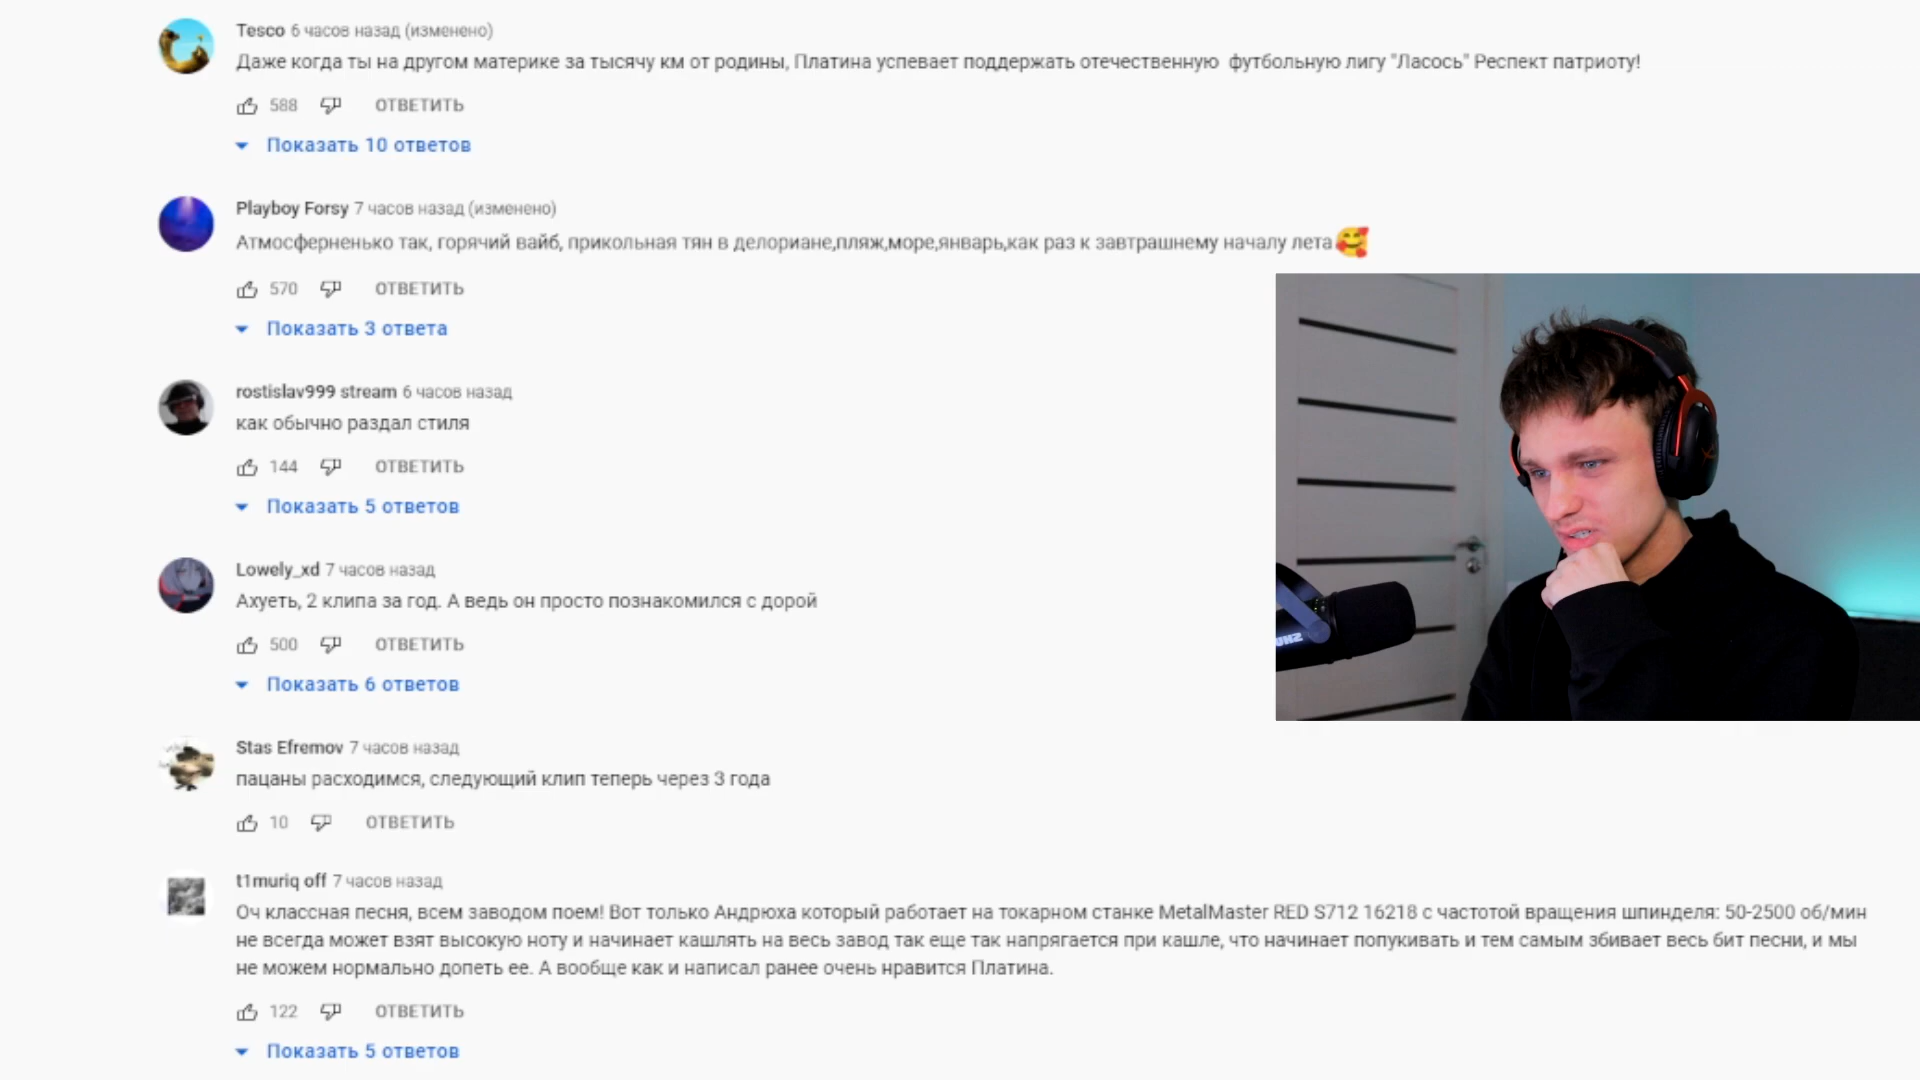 Tesco 6 часов назад (изменено)
Даже когда ты на другом материке за тысячу км от родины, Платина успевает поддержать отечественную футбольную лигу "Ласось" Респект патриоту!
588 ОТВЕТИТЬ
Показать 10 ответов
Playboy Forsy 7 часов назад (изменено)
Атмосферненько так, горячий вайб, прикольная тян в делориане,пляж,море,январь,как раз к завтрашнему началу лета🥰
570 ОТВЕТИТЬ
Показать 3 ответа
rostislav999 stream 6 часов назад
как обычно раздал стиля
144 ОТВЕТИТЬ
Показать 5 ответов
Lowely_xd 7 часов назад
Ахуеть, 2 клипа за год. А ведь он просто познакомился с дорой
500 ОТВЕТИТЬ
Показать 6 ответов
Stas Efremov 7 часов назад
пацаны расходимся, следующий клип теперь через 3 года
10 ОТВЕТИТЬ
t1muriq off 7 часов назад
Оч классная песня, всем заводом поем! Вот только Андрюха который работает на токарном станке MetalMaster RED S712 16218 с частотой вращения шпинделя: 50-2500 об/мин
не всегда может взят высокую ноту и начинает кашлять на весь завод так еще так напрягается при кашле, что начинает попукивать и тем самым збивает весь бит песни, и мы
не можем нормально допеть ее. А вообще как и написал ранее очень нравится Платина.
122 ОТВЕТИТЬ
Показать 5 ответов